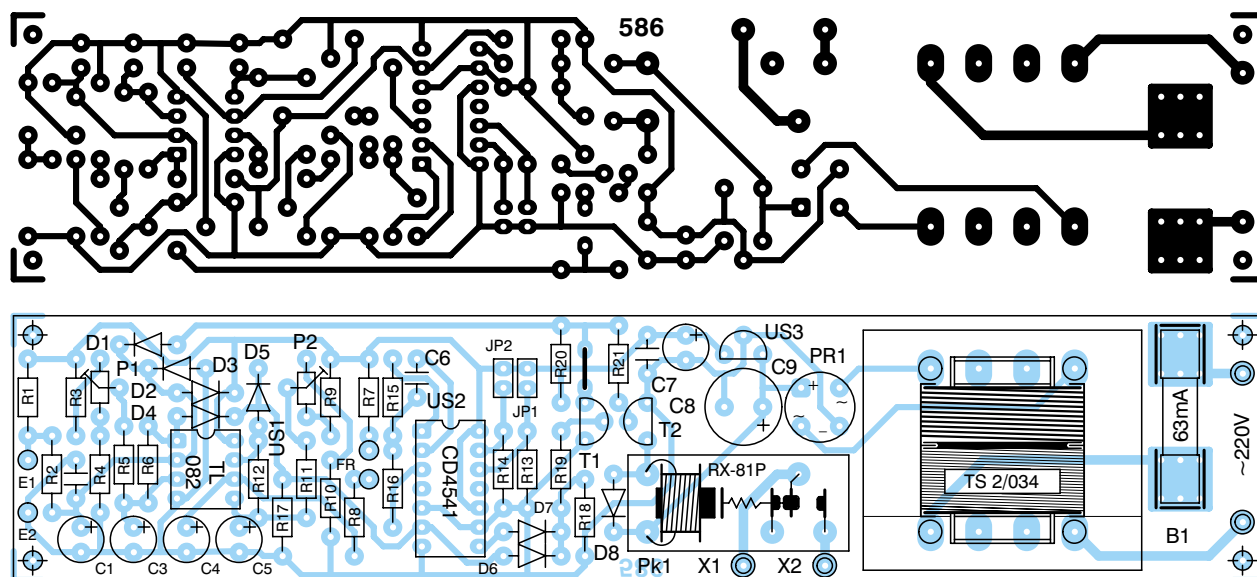 586
D1
D3
D5
P2
C6
JP2
R20
R21
US3
P1
D2
D4
R1
R3
R9
R7
R15
JP1
C7
C8
C9
PR1
63mA
~220V
US2
CD4541
US1
TL
082
T1
T2
E1
R2
R4
R5
R6
R12
R11
FR
R16
R14
R13
R19
RX-81P
TS 2/034
E2
R17
R10
R8
D7
R18
C1
C3
C4
C5
D6
D8
Pk1
X1
X2
B1
+
+
+
+
+
+
+
~
~
−
586